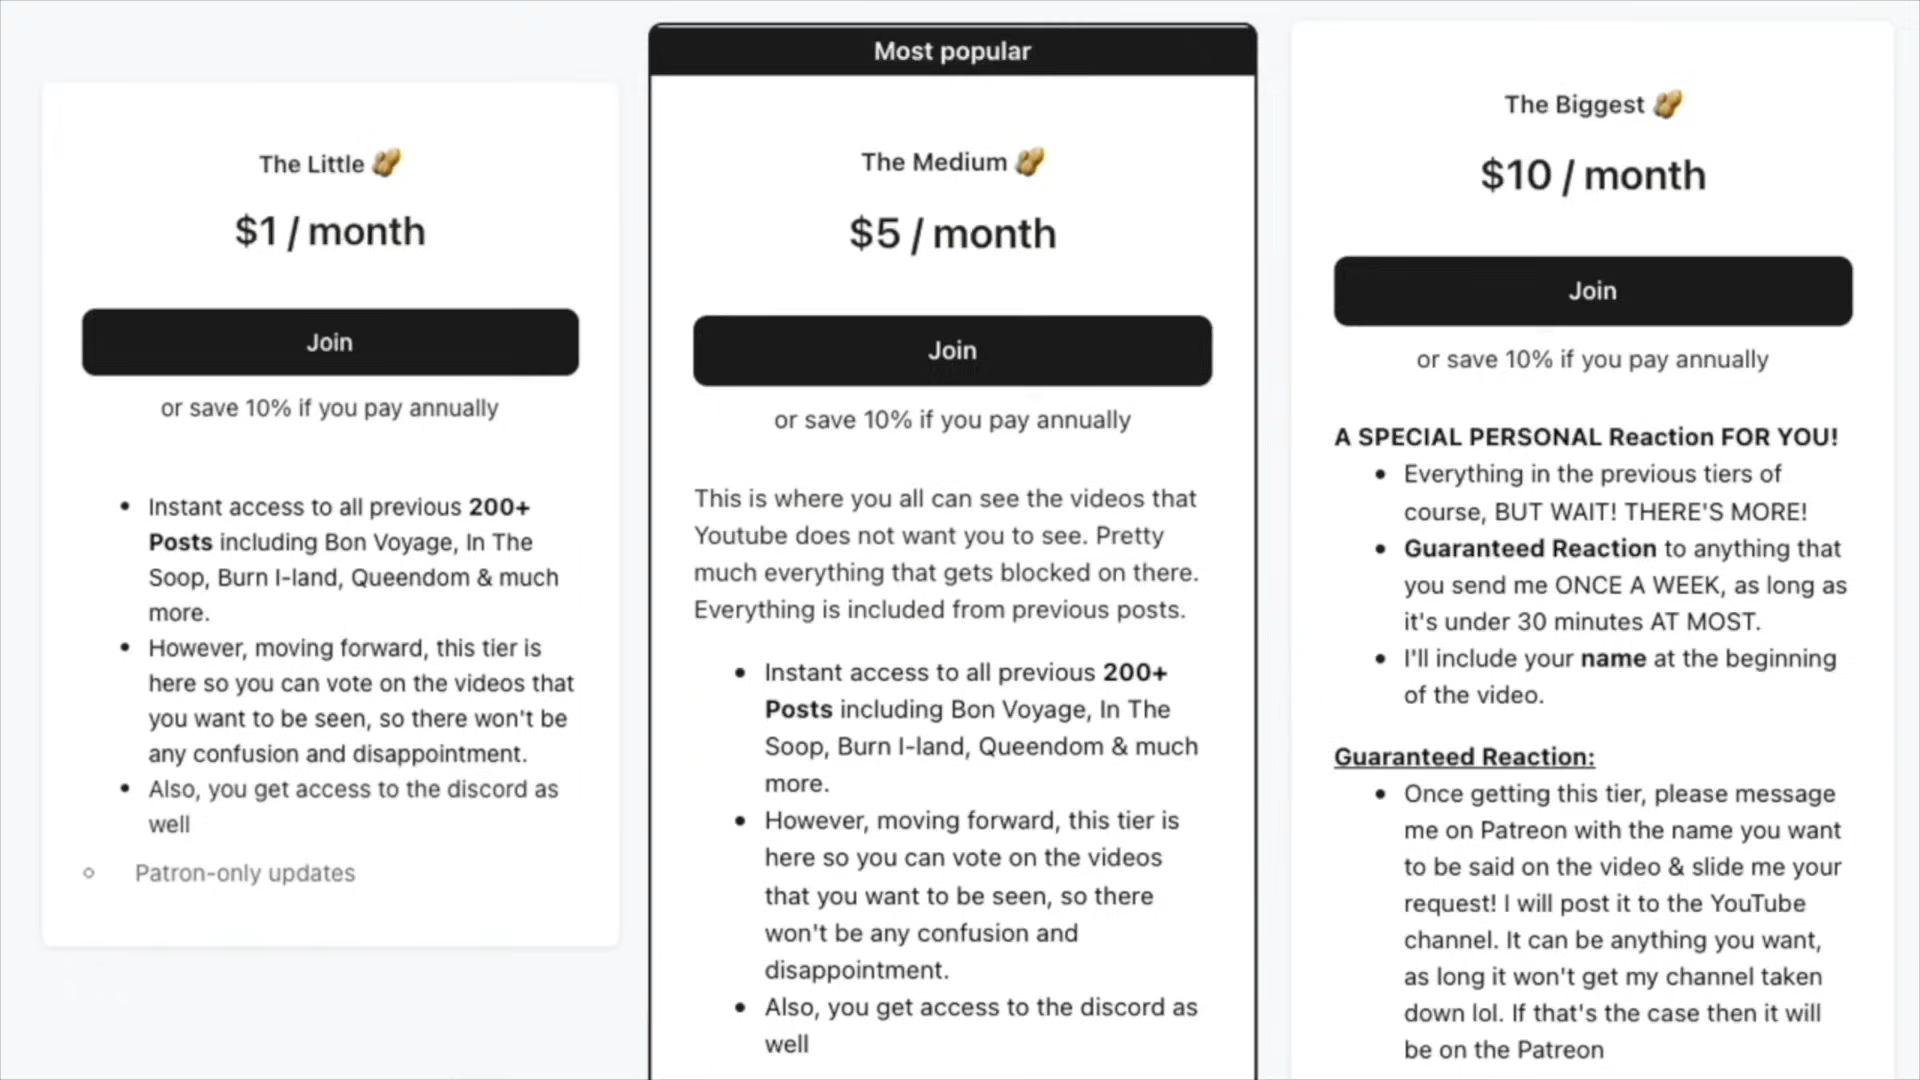 The Little 🥜
$1 / month
Join
or save 10% if you pay annually
Instant access to all previous 200+
Posts including Bon Voyage, In The
Soop, Burn I-land, Queendom & much
more.
However, moving forward, this tier is
here so you can vote on the videos that
you want to be seen, so there won't be
any confusion and disappointment.
Also, you get access to the discord as
well
Patron-only updates
Most popular
The Medium 🥜
$5 / month
Join
or save 10% if you pay annually
This is where you all can see the videos that
Youtube does not want you to see. Pretty
much everything that gets blocked on there.
Everything is included from previous posts.
Instant access to all previous 200+
Posts including Bon Voyage, In The
Soop, Burn I-land, Queendom & much
more.
However, moving forward, this tier is
here so you can vote on the videos
that you want to be seen, so there
won't be any confusion and
disappointment.
Also, you get access to the discord as
well
The Biggest 🥜
$10 / month
Join
or save 10% if you pay annually
A SPECIAL PERSONAL Reaction FOR YOU!
Everything in the previous tiers of
course, BUT WAIT! THERE'S MORE!
Guaranteed Reaction to anything that
you send me ONCE A WEEK, as long as
it's under 30 minutes AT MOST.
I'll include your name at the beginning
of the video.
Guaranteed Reaction:
Once getting this tier, please message
me on Patreon with the name you want
to be said on the video & slide me your
request! I will post it to the YouTube
channel. It can be anything you want,
as long it won't get my channel taken
down lol. If that's the case then it will
be on the Patreon